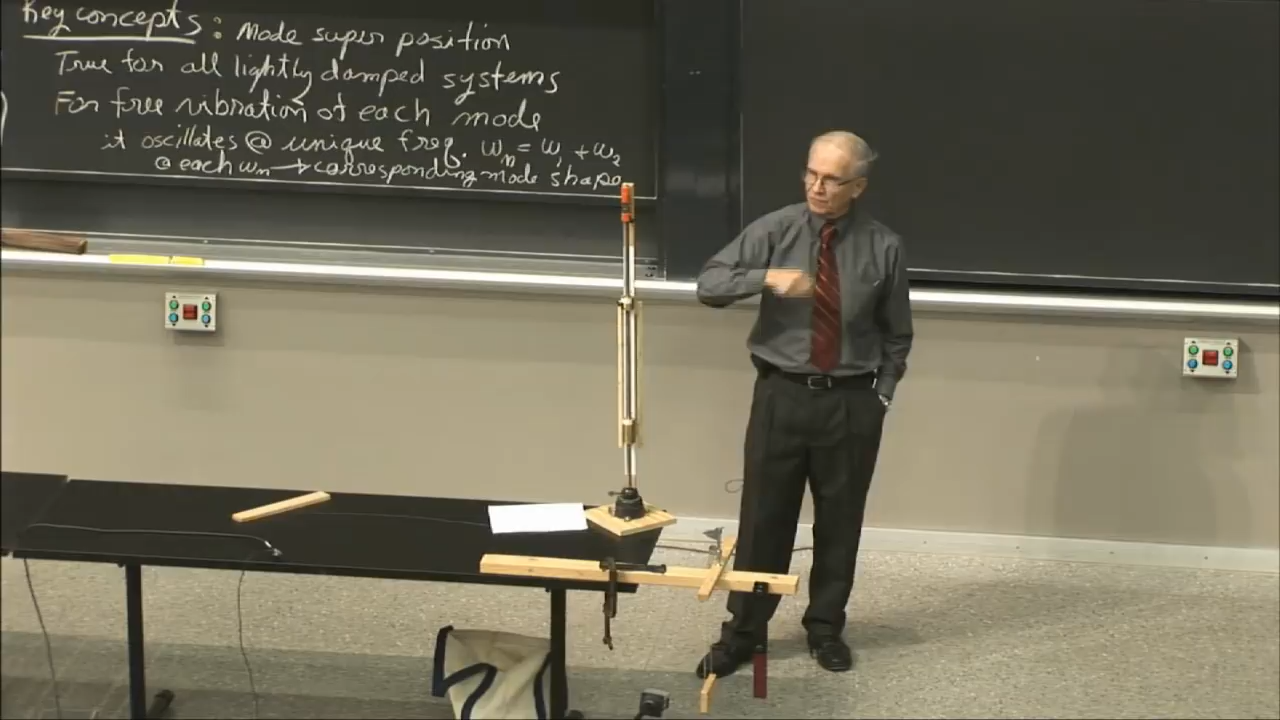 Key concepts: Mode super position
True for all lightly damped systems
For free vibration of each mode
it oscillates @ unique freq. ωn = ω1 + ω2
@ each ωn → corresponding mode shape